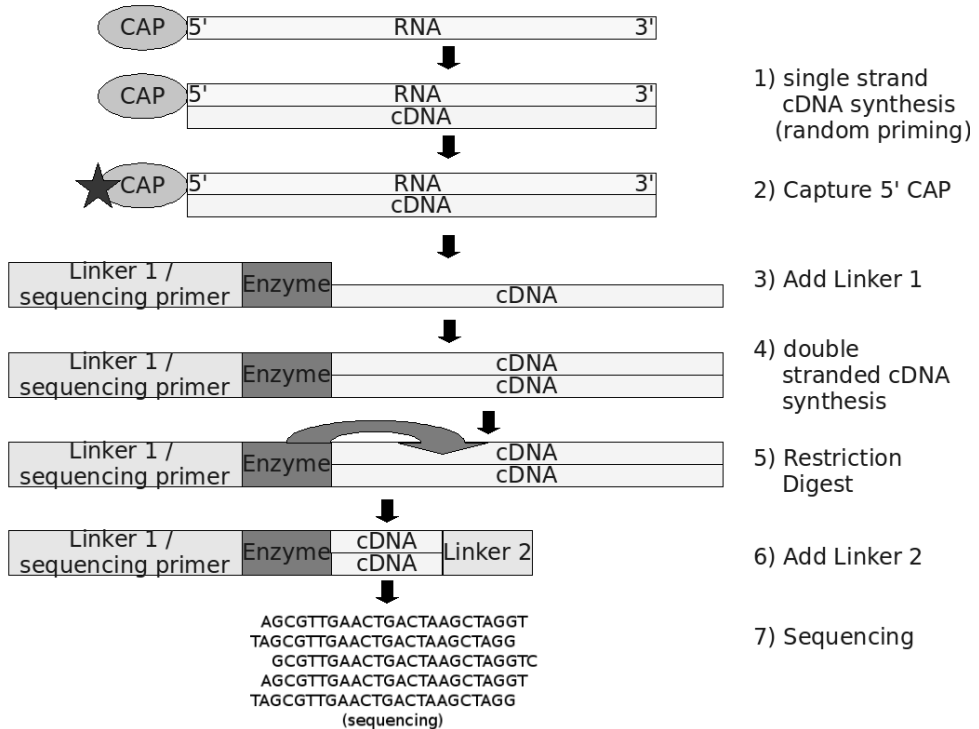 CAP 5' RNA 3'
CAP 5' RNA 3'
cDNA
1) single strand
cDNA synthesis
(random priming)
CAP 5' RNA 3'
cDNA
2) Capture 5' CAP
Linker 1 /
sequencing primer
Enzyme
cDNA
3) Add Linker 1
Linker 1 /
sequencing primer
Enzyme
cDNA
cDNA
4) double
stranded cDNA
synthesis
Linker 1 /
sequencing primer
Enzyme
cDNA
cDNA
5) Restriction
Digest
Linker 1 /
sequencing primer
Enzyme
cDNA
cDNA
Linker 2
6) Add Linker 2
AGCGTTGAACTGACTAAGCTAGGT
TAGCGTTGAACTGACTAAGCTAGG
GCGTTGAACTGACTAAGCTAGGTC
AGCGTTGAACTGACTAAGCTAGGT
TAGCGTTGAACTGACTAAGCTAGG
(sequencing)
7) Sequencing